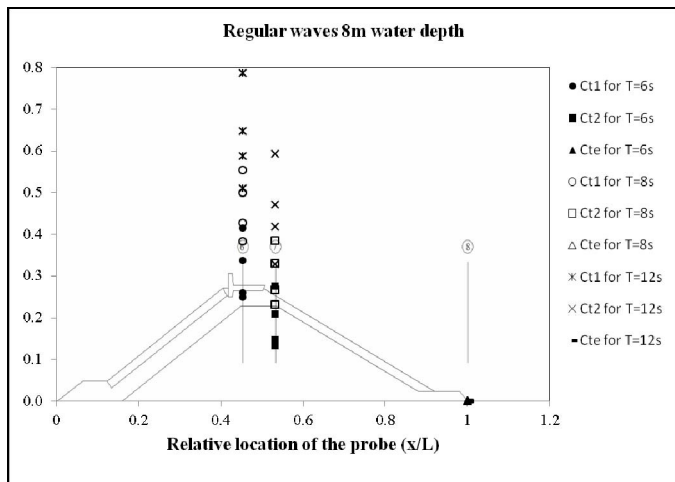 Regular waves 8m water depth
0.8
0.7
0.6
0.5
0.4
0.3
0.2
0.1
0.0
0
0.2
0.4
0.6
0.8
1
1.2
6
7
8
Relative location of the probe (x/L)
Ct1 for T=6s
Ct2 for T=6s
Cte for T=6s
Ct1 for T=8s
Ct2 for T=8s
Cte for T=8s
Ct1 for T=12s
Ct2 for T=12s
Cte for T=12s